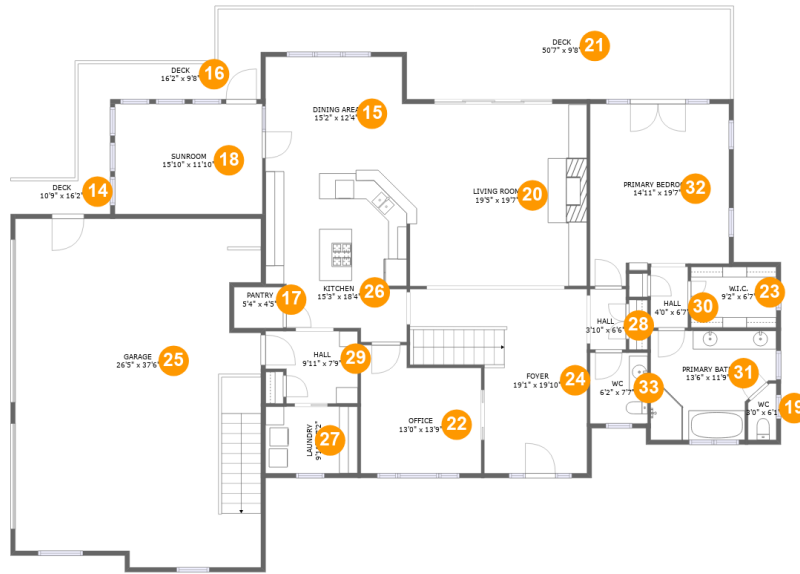 DECK
50'7" x 9'8"
21
DECK
16'2" x 9'8"
16
DINING AREA
15'2" x 12'4"
15
SUNROOM
15'10" x 11'10"
18
DECK
10'9" x 16'2"
14
LIVING ROOM
19'5" x 19'7"
20
PRIMARY BEDROOM
14'11" x 19'7"
32
KITCHEN
15'3" x 18'4"
26
PANTRY
5'4" x 4'5"
17
W.I.C.
9'2" x 6'7"
23
HALL
4'0" x 6'7"
30
HALL
3'10" x 6'6"
28
GARAGE
26'5" x 37'6"
25
HALL
9'11" x 7'9"
29
FOYER
19'1" x 19'10"
24
WC
6'2" x 7'7"
33
PRIMARY BATH
13'6" x 11'9"
31
WC
3'0" x 6'1"
19
OFFICE
13'0" x 13'9"
22
LAUNDRY
27